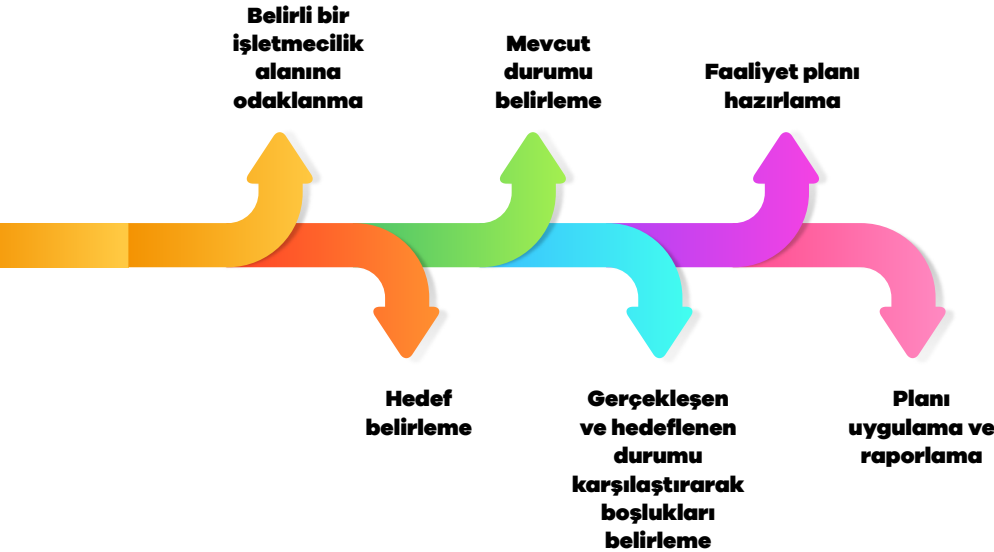 Belirli bir
işletmecilik
alanına
odaklanma
Hedef
belirleme
Mevcut
durumu
belirleme
Gerçekleşen
ve hedeflenen
durumu
karşılaştırarak
boşlukları
belirleme
Faaliyet planı
hazırlama
Planı
uygulama ve
raporlama